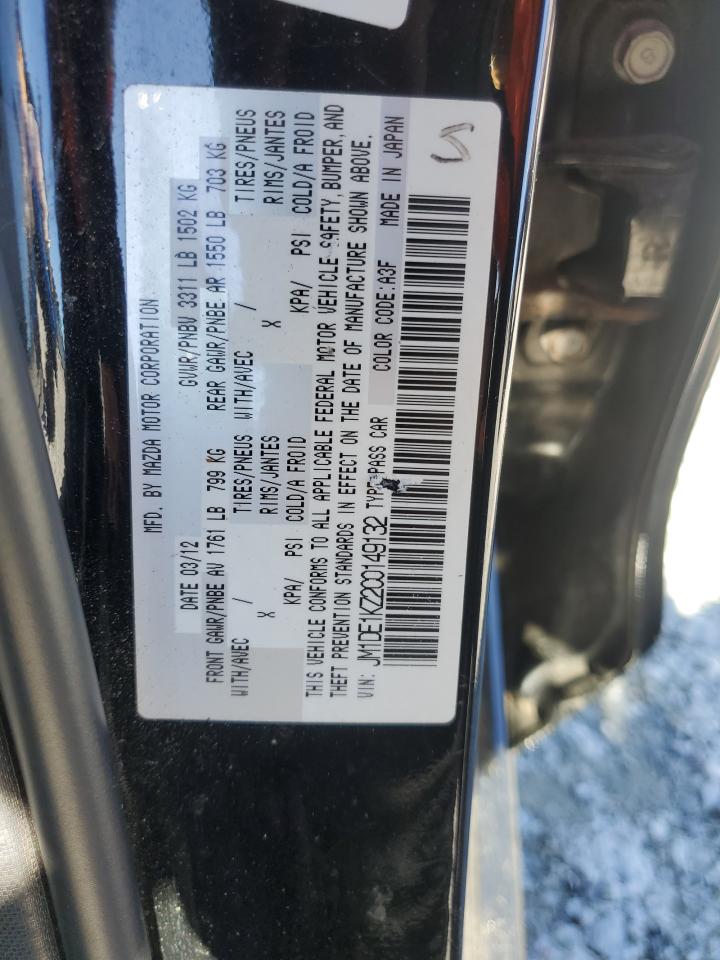 MFD. BY MAZDA MOTOR CORPORATION
DATE 03/12 GVWR/PNBV 3311 LB 1502 KG
FRONT GAWR/PNBE AV 1761 LB 799 KG REAR GAWR/PNBE AR 1550 LB 703 KG
WITH/AVEC / TIRES/PNEUS WITH/AVEC / TIRES/PNEUS
X RIMS/JANTES X RIMS/JANTES
KPA/ PSI COLD/A FROID KPA/ PSI COLD/A FROID
THIS VEHICLE CONFORMS TO ALL APPLICABLE FEDERAL MOTOR VEHICLE SAFETY, BUMPER, AND
THEFT PREVENTION STANDARDS IN EFFECT ON THE DATE OF MANUFACTURE SHOWN ABOVE.
VIN: JM1DE1KZ2C0149132 TYPE: PASS CAR COLOR CODE: A3F MADE IN JAPAN